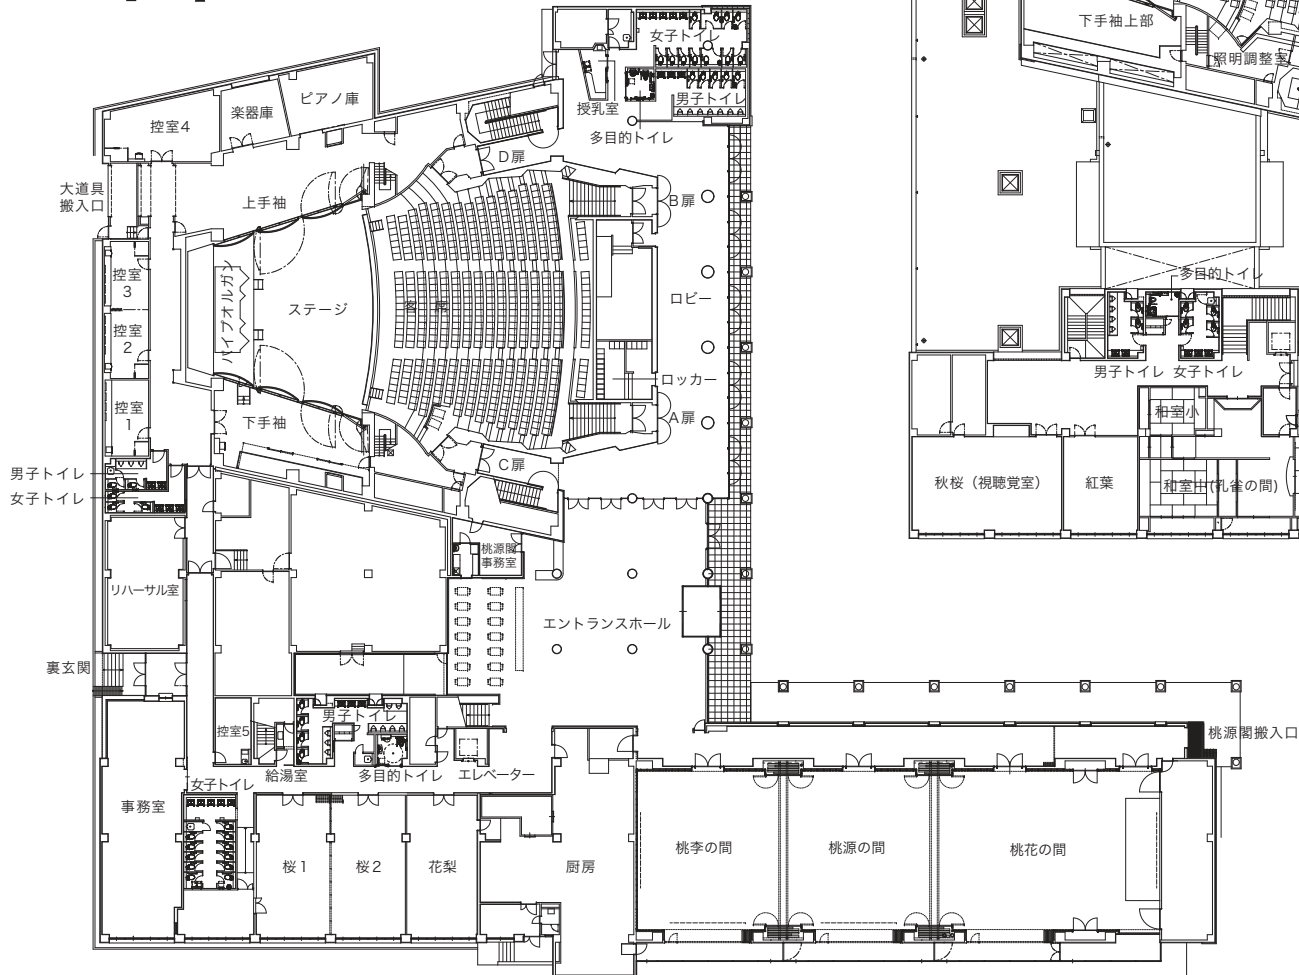 女子トイレ
授乳室
男子トイレ
多目的トイレ
ピアノ庫
楽器庫
控室4
D扉
大道具
搬入口
上手袖
B扉
控室
3
パイプオルガン
ステージ
客 席
ロビー
控室
2
ロッカー
控室
1
下手袖
A扉
C扉
男子トイレ
女子トイレ
桃源閣
事務室
リハーサル室
エントランスホール
裏玄関
控室5
男子トイレ
給湯室
多目的トイレ
エレベーター
女子トイレ
事務室
桜1
桜2
花梨
厨房
桃李の間
桃源の間
桃花の間
桃源閣搬入口
下手袖上部
照明調整室
多目的トイレ
男子トイレ
女子トイレ
和室小
秋桜（視聴覚室）
紅葉
和室中(孔雀の間)